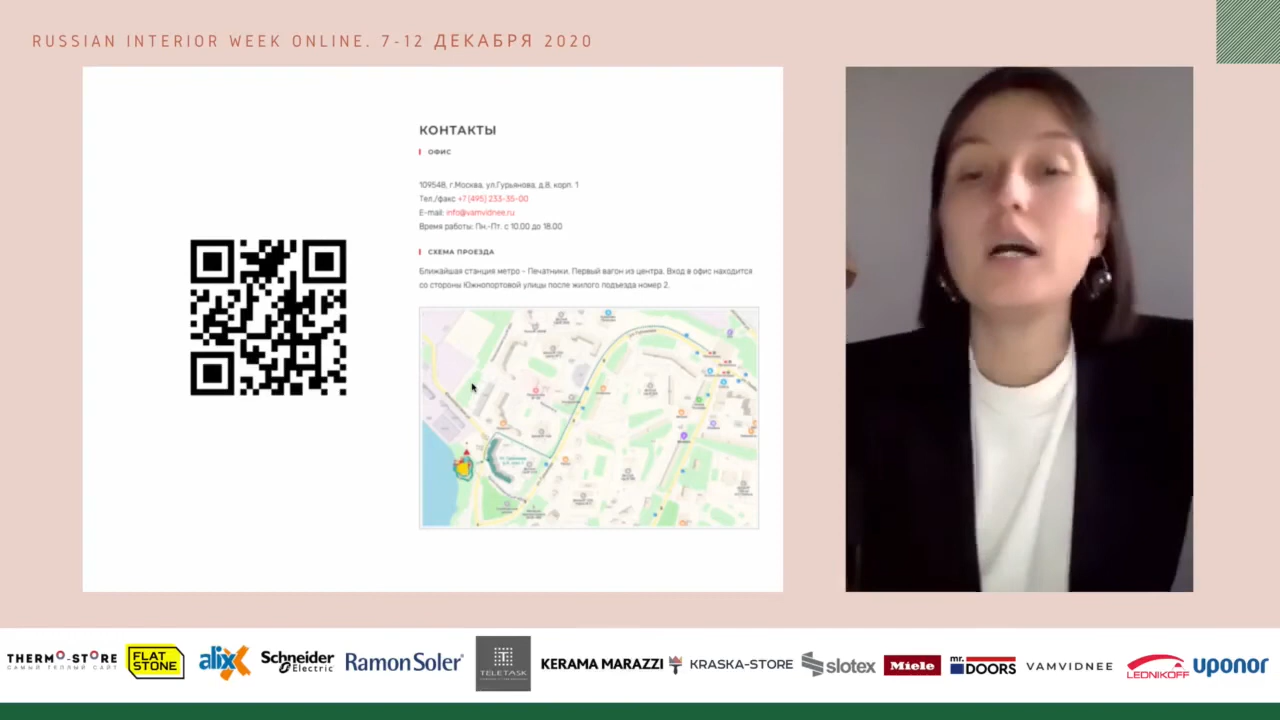 RUSSIAN INTERIOR WEEK ONLINE. 7-12 ДЕКАБРЯ 2020
КОНТАКТЫ
ОФИС
109548, г.Москва, ул.Гурьянова, д.8, корп. 1
Тел./факс +7 (495) 233-35-00
E-mail: info@vamvidnee.ru
Время работы: Пн.-Пт. с 10.00 до 18.00
СХЕМА ПРОЕЗДА
Ближайшая станция метро - Печатники. Первый вагон из центра. Вход в офис находится
со стороны Южнопортовой улицы после жилого подъезда номер 2.
THERMO-STORE
САМЫЙ ТЕПЛЫЙ САЙТ
FLAT
STONE
alix
Schneider
Electric
Ramon Soler
TELETASK
KERAMA MARAZZI
KRASKA-STORE
slotex
Miele
mr.
DOORS
VAMVIDNEE
LEDNIKOFF
uponor